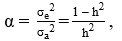 α = σₑ²/σₐ² = (1 − h²)/h² ,